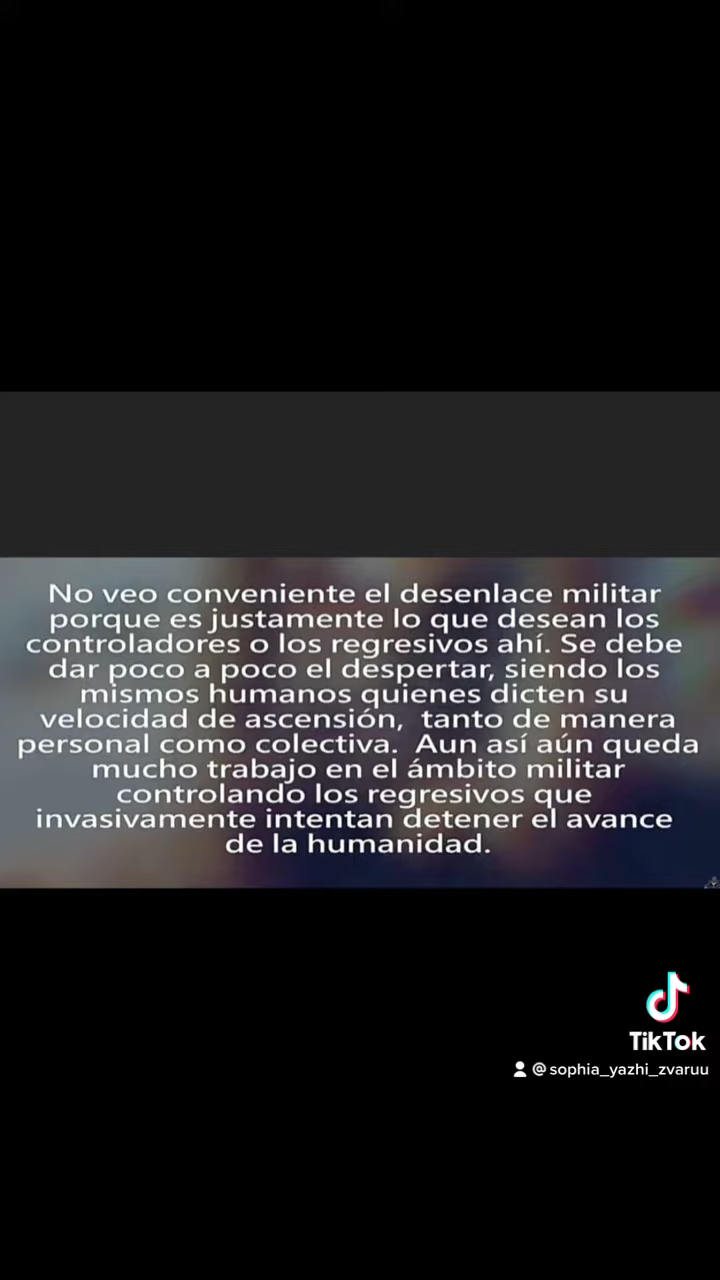 No veo conveniente el desenlace militar
porque es justamente lo que desean los
controladores o los regresivos ahí. Se debe
dar poco a poco el despertar, siendo los
mismos humanos quienes dicten su
velocidad de ascensión, tanto de manera
personal como colectiva. Aun así aún queda
mucho trabajo en el ámbito militar
controlando los regresivos que
invasivamente intentan detener el avance
de la humanidad.
TikTok
@sophia_yazhi_zvaruu